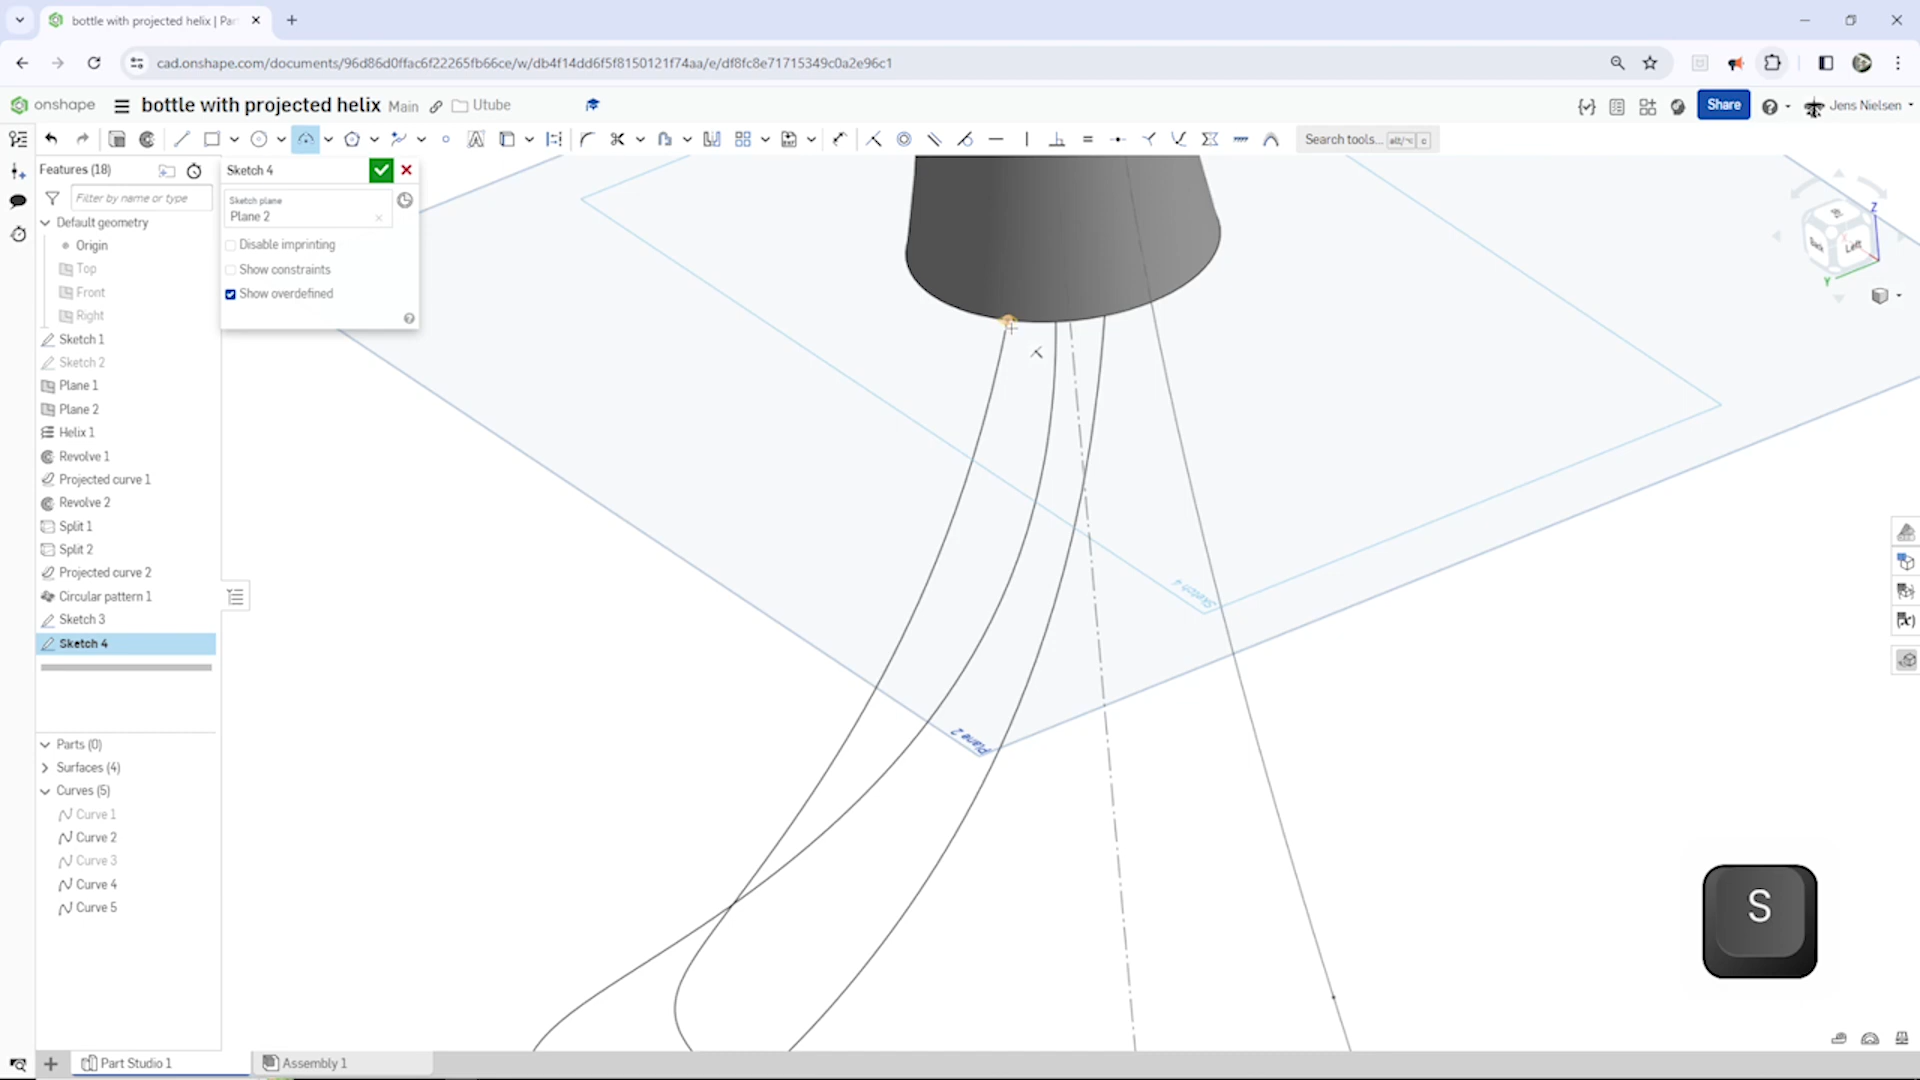 bottle with projected helix | Par
cad.onshape.com/documents/96d86d0ffac6f22265fb66ce/w/db4f14dd6f5f8150121f74aa/e/df8fc8e71715349c0a2e96c1
onshape
bottle with projected helix Main Utube
Share
Jens Nielsen
Search tools... alt/⌥ c
Features (18)
Filter by name or type
Default geometry
Origin
Top
Front
Right
Sketch 1
Sketch 2
Plane 1
Plane 2
Helix 1
Revolve 1
Projected curve 1
Revolve 2
Split 1
Split 2
Projected curve 2
Circular pattern 1
Sketch 3
Sketch 4
Parts (0)
Surfaces (4)
Curves (5)
Curve 1
Curve 2
Curve 3
Curve 4
Curve 5
Sketch 4
Sketch plane
Plane 2
Disable imprinting
Show constraints
Show overdefined
Sketch 4
Plane 2
Z
Back
Left
Y
S
Part Studio 1
Assembly 1